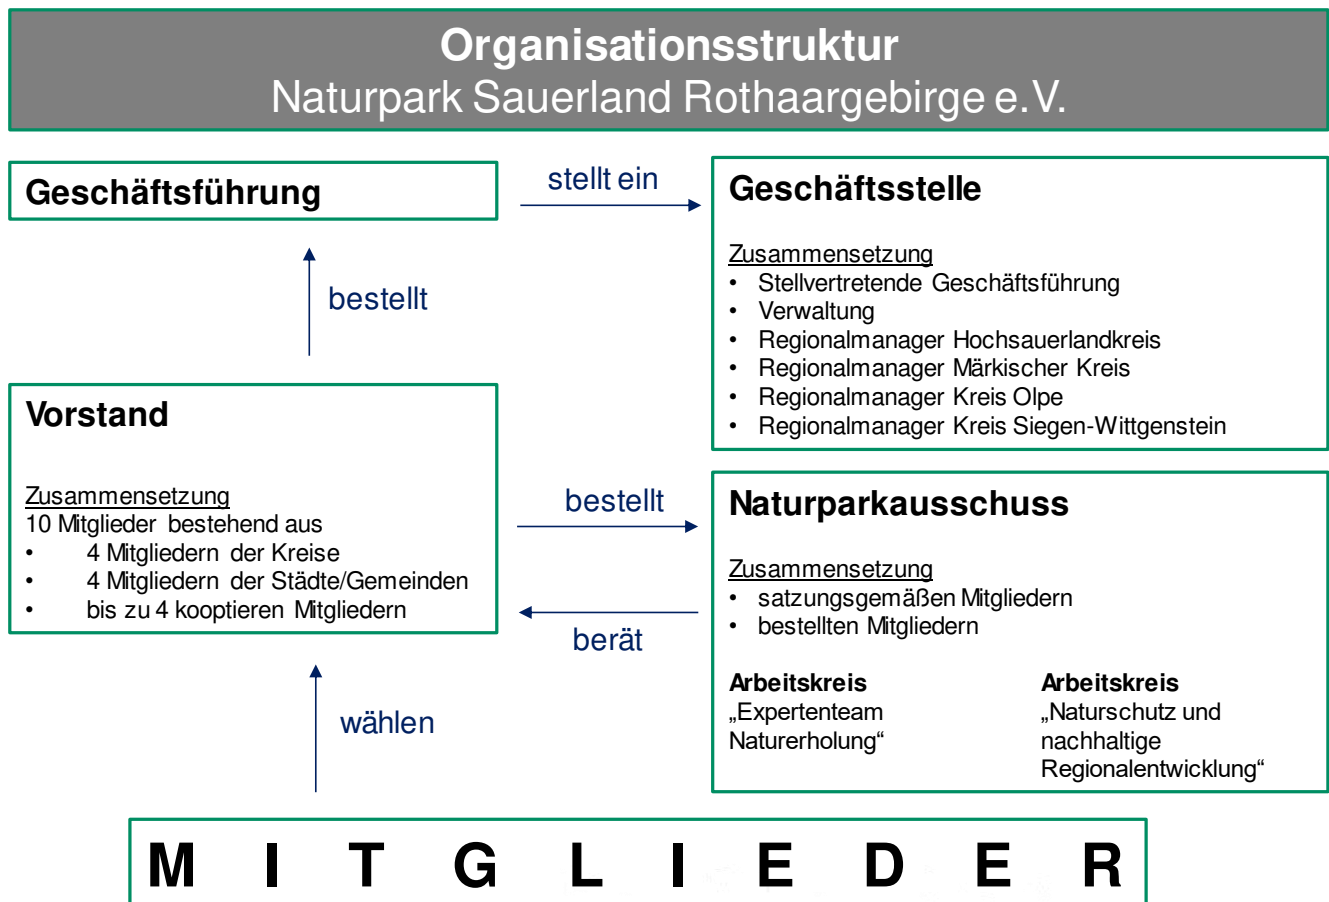 Organisationsstruktur
Naturpark Sauerland Rothaargebirge e.V.
Geschäftsführung
stellt ein
Geschäftsstelle
Zusammensetzung
• Stellvertretende Geschäftsführung
• Verwaltung
• Regionalmanager Hochsauerlandkreis
• Regionalmanager Märkischer Kreis
• Regionalmanager Kreis Olpe
• Regionalmanager Kreis Siegen-Wittgenstein
bestellt
Vorstand
Zusammensetzung
10 Mitglieder bestehend aus
• 4 Mitgliedern der Kreise
• 4 Mitgliedern der Städte/Gemeinden
• bis zu 4 kooptieren Mitgliedern
bestellt
berät
Naturparkausschuss
Zusammensetzung
• satzungsgemäßen Mitgliedern
• bestellten Mitgliedern
Arbeitskreis
„Expertenteam
Naturerholung“
Arbeitskreis
„Naturschutz und
nachhaltige
Regionalentwicklung“
wählen
M I T G L I E D E R